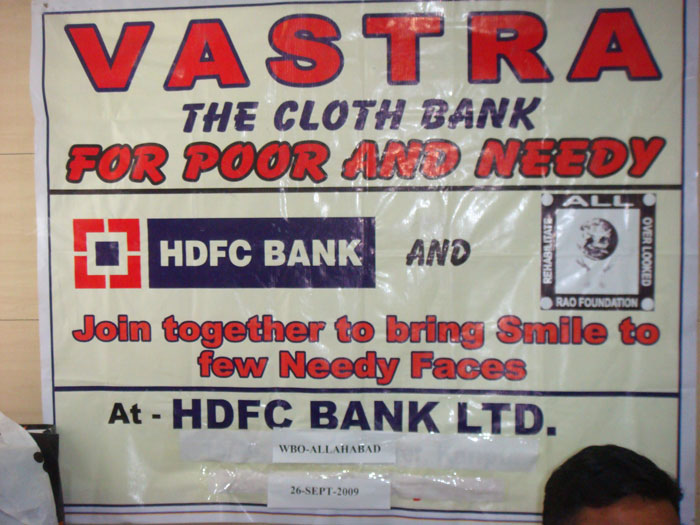 VASTRA
THE CLOTH BANK
FOR POOR AND NEEDY
HDFC BANK AND
ALL
REHABILITATE
OVER LOOKED
RAO FOUNDATION
Join together to bring Smile to
few Needy Faces
At - HDFC BANK LTD.
WBO-ALLAHABAD
26-SEPT-2009